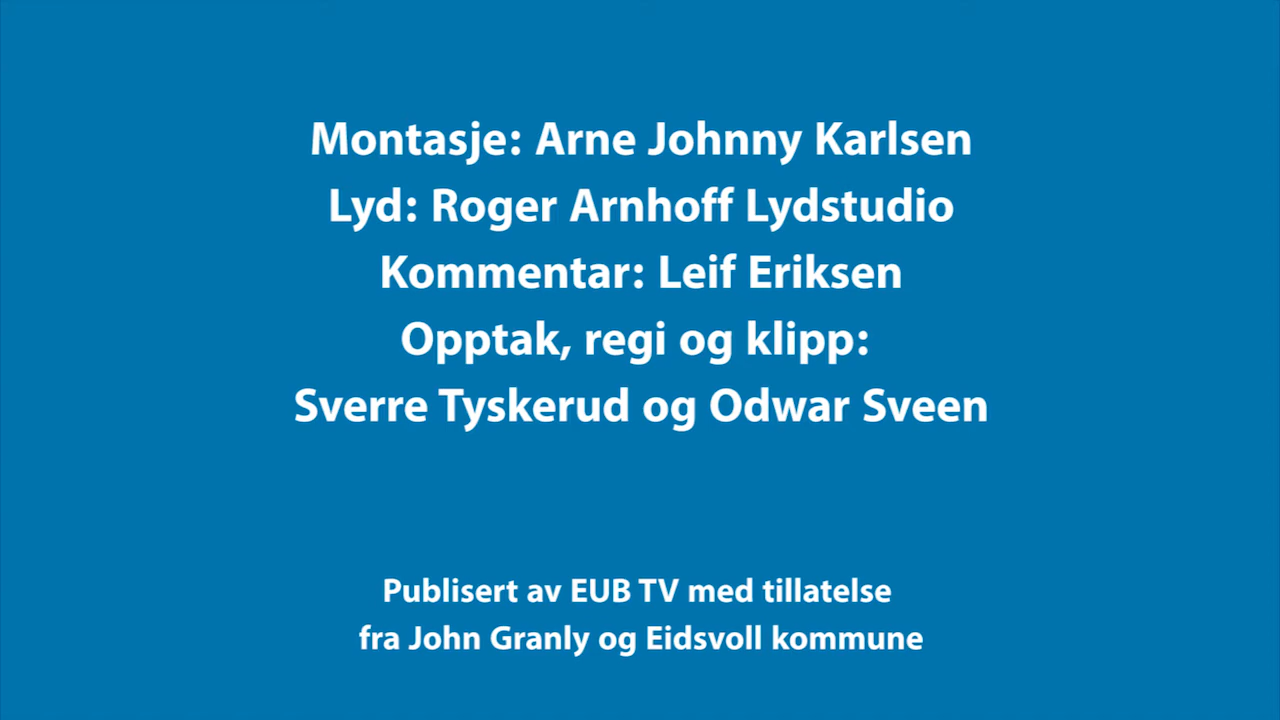 Montasje: Arne Johnny Karlsen
Lyd: Roger Arnhoff Lydstudio
Kommentar: Leif Eriksen
Opptak, regi og klipp:
Sverre Tyskerud og Odwar Sveen
Publisert av EUB TV med tillatelse
fra John Granly og Eidsvoll kommune